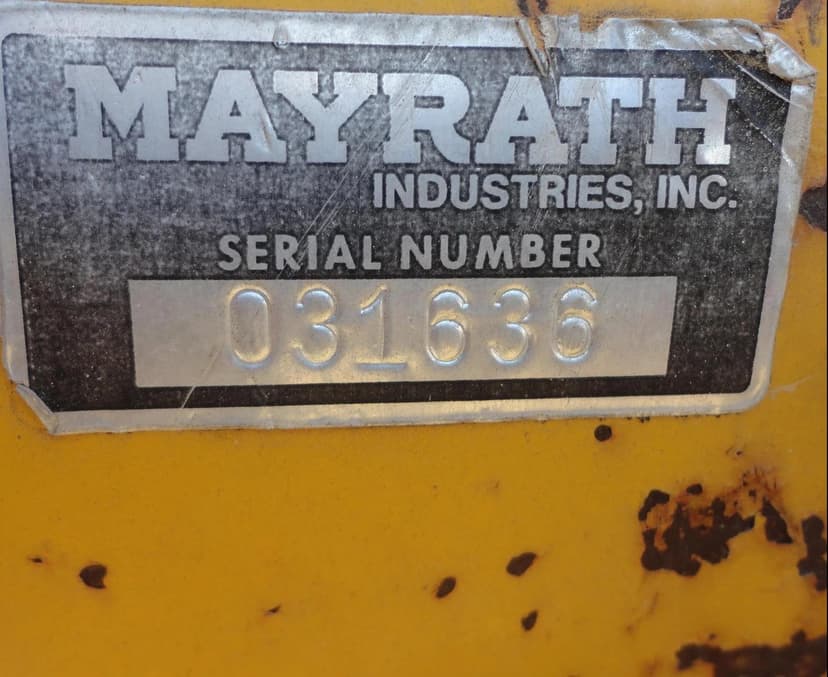 MAYRATH
INDUSTRIES, INC.
SERIAL NUMBER
031636